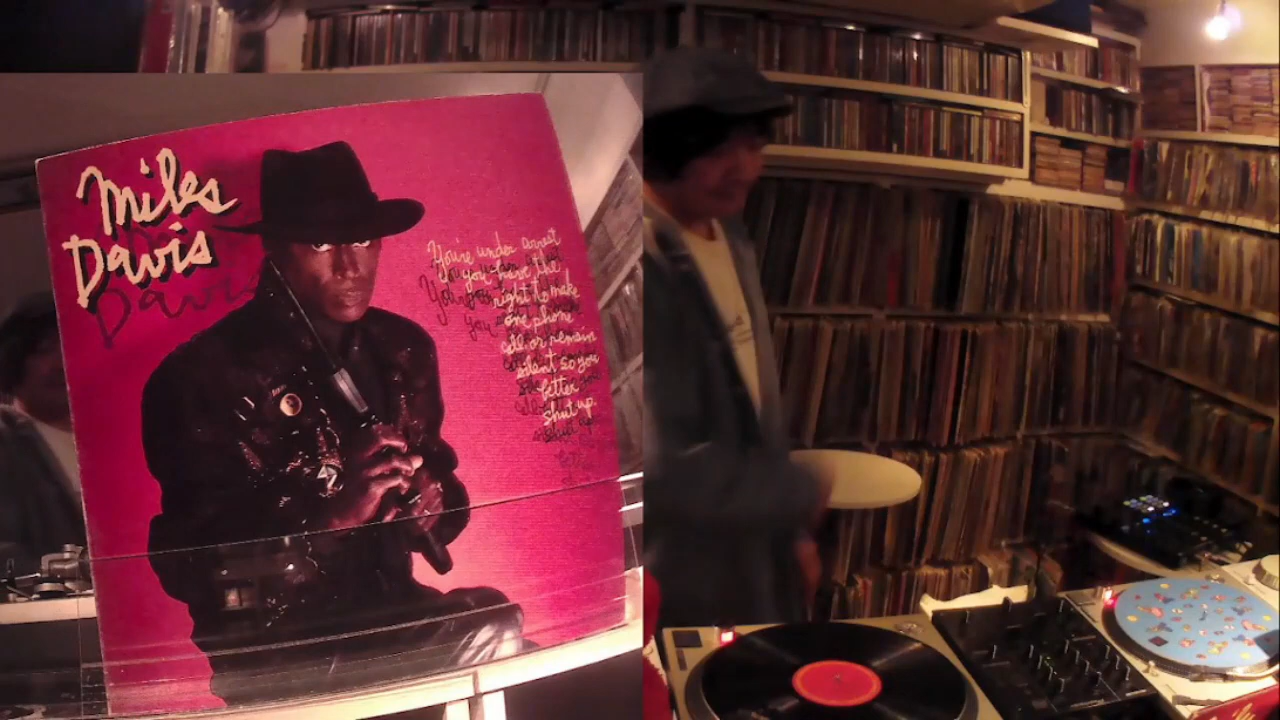 Miles
Davis
You're under arrest
you have the
right to make
one phone
call or remain
silent so you
better
shut up.